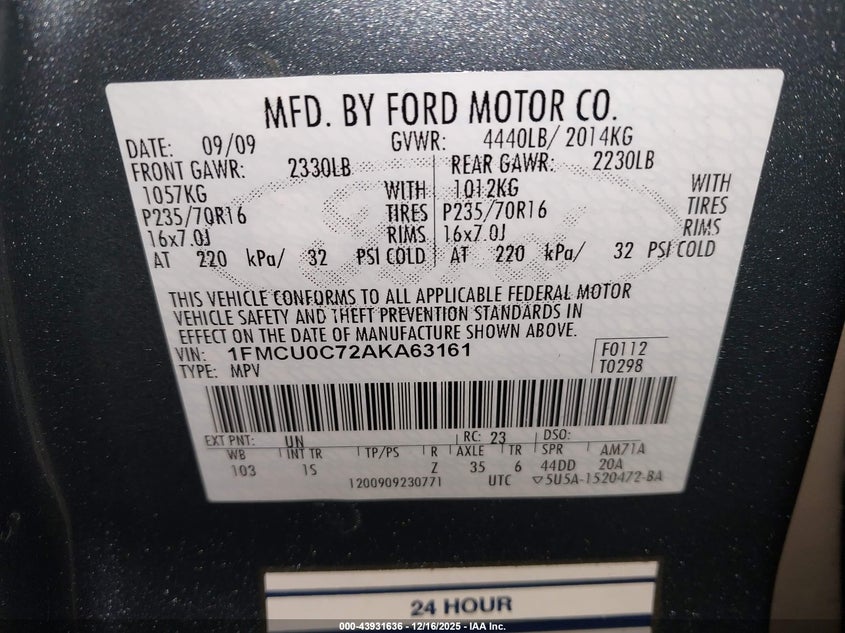 MFD. BY FORD MOTOR CO.
DATE: 09/09 GVWR: 4440LB/ 2014KG
FRONT GAWR: 2330LB REAR GAWR: 2230LB
1057KG WITH 1012KG WITH
P235/70R16 TIRES P235/70R16 TIRES
16x7.0J RIMS 16x7.0J RIMS
AT 220 kPa/ 32 PSI COLD AT 220 kPa/ 32 PSI COLD
THIS VEHICLE CONFORMS TO ALL APPLICABLE FEDERAL MOTOR
VEHICLE SAFETY AND THEFT PREVENTION STANDARDS IN
EFFECT ON THE DATE OF MANUFACTURE SHOWN ABOVE.
VIN: 1FMCU0C72AKA63161 F0112
TYPE: MPV T0298
EXT PNT: UN RC: 23 DSO:
WB INT TR TP/PS R AXLE TR SPR AM71A
103 IS Z 35 6 44DD 20A
1200909230771 UTC ▽5U5A-1520472-BA
24 HOUR
000-43931636 - 12/16/2025 - IAA Inc.